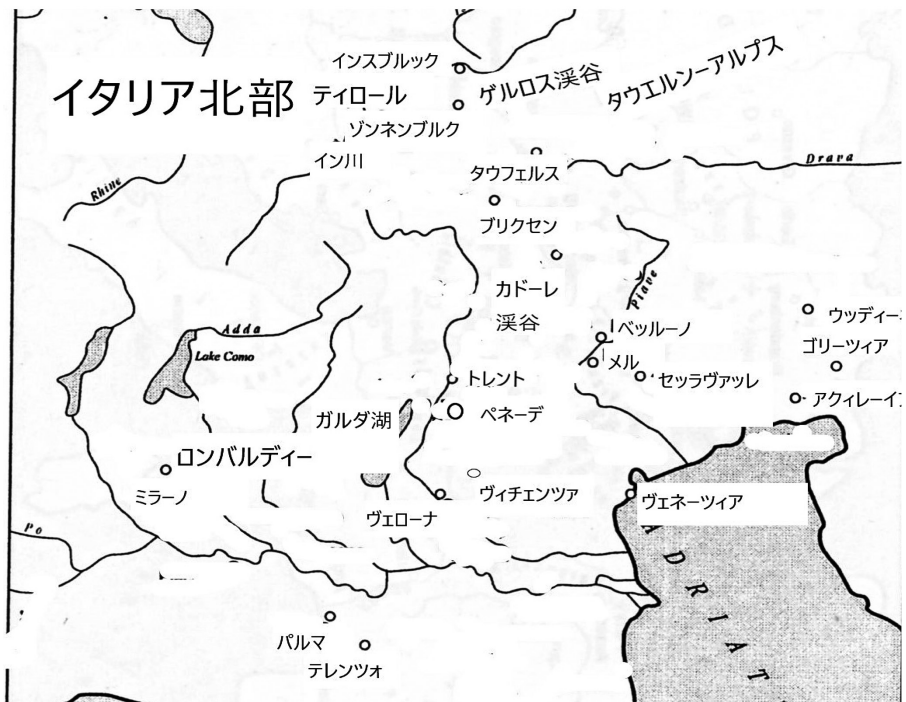 インスブルック
イタリア北部
ティロール
ゲルロス渓谷
タウエルンーアルプス
ゾンネンブルク
イン川
Drava
タウフェルス
Rhine
ブリクセン
カドーレ
渓谷
Piave
ウッディー
ベッルーノ
Adda
Lake Como
ゴリーツィア
メル
トレント
セッラヴァッレ
アクィレーイア
ガルダ湖
ペネーデ
ロンバルディー
ミラーノ
ヴィチェンツァ
ヴェネーツィア
ヴェローナ
Po
ADRIAT
パルマ
テレンツォ